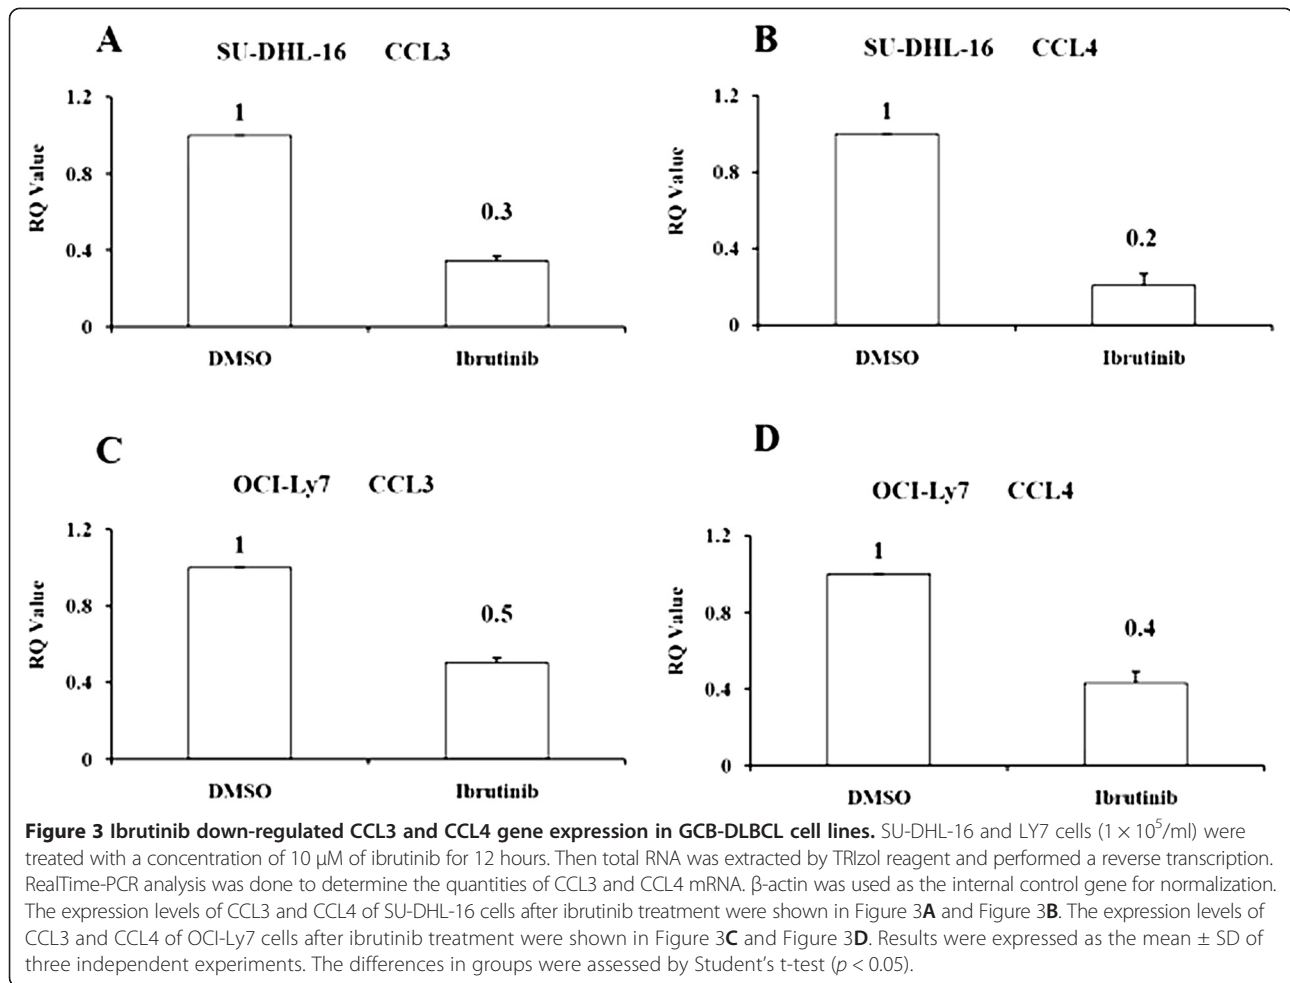 A
SU-DHL-16 CCL3
1.2
0.8
0.4
0
RQ Value
1
0.3
DMSO Ibrutinib
B
SU-DHL-16 CCL4
1.2
0.8
0.4
0
RQ Value
1
0.2
DMSO Ibrutinib
C
OCI-Ly7 CCL3
1.2
0.8
0.4
0
RQ Value
1
0.5
DMSO Ibrutinib
D
OCI-Ly7 CCL4
1.2
0.8
0.4
0
RQ Value
1
0.4
DMSO Ibrutinib
Figure 3 Ibrutinib down-regulated CCL3 and CCL4 gene expression in GCB-DLBCL cell lines. SU-DHL-16 and LY7 cells (1 × 10⁵/ml) were
treated with a concentration of 10 μM of ibrutinib for 12 hours. Then total RNA was extracted by TRIzol reagent and performed a reverse transcription.
RealTime-PCR analysis was done to determine the quantities of CCL3 and CCL4 mRNA. β-actin was used as the internal control gene for normalization.
The expression levels of CCL3 and CCL4 of SU-DHL-16 cells after ibrutinib treatment were shown in Figure 3A and Figure 3B. The expression levels of
CCL3 and CCL4 of OCI-Ly7 cells after ibrutinib treatment were shown in Figure 3C and Figure 3D. Results were expressed as the mean ± SD of
three independent experiments. The differences in groups were assessed by Student's t-test (p < 0.05).